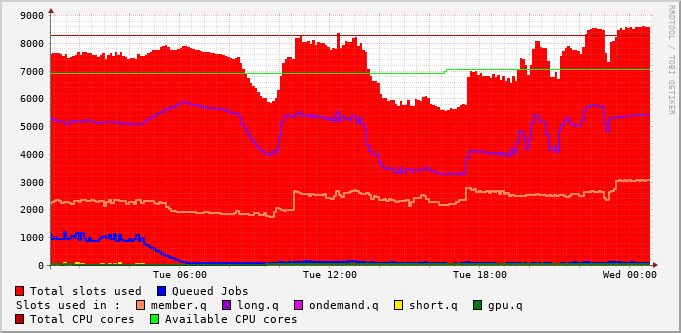 9000
8000
7000
6000
5000
4000
3000
2000
1000
0
Tue 06:00 Tue 12:00 Tue 18:00 Wed 00:00
RRDTOOL / TOBI OETIKER
Total slots used Queued Jobs
Slots used in : member.q long.q ondemand.q short.q gpu.q
Total CPU cores Available CPU cores